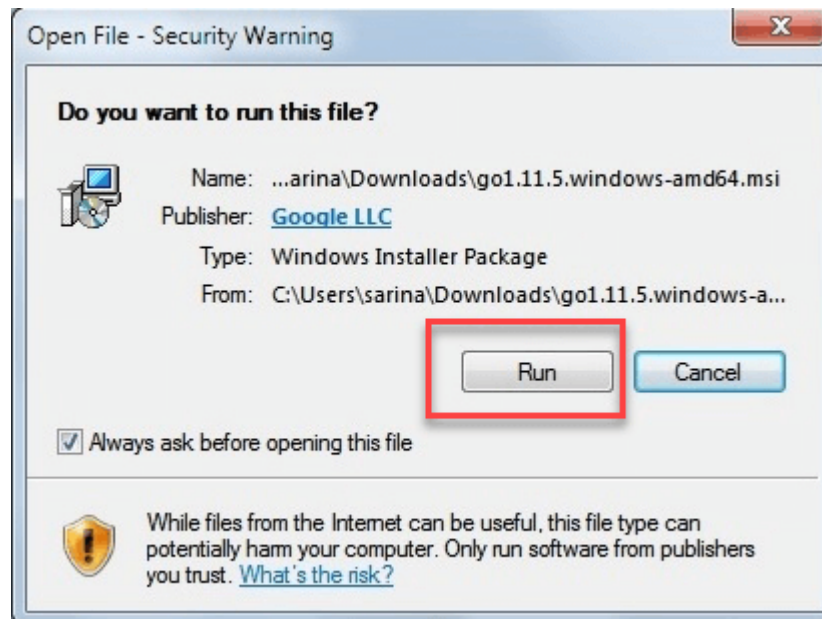 Open File - Security Warning
Do you want to run this file?
Name: ...arina\Downloads\go1.11.5.windows-amd64.msi
Publisher: Google LLC
Type: Windows Installer Package
From: C:\Users\sarina\Downloads\go1.11.5.windows-a...
Run Cancel
Always ask before opening this file
While files from the Internet can be useful, this file type can
potentially harm your computer. Only run software from publishers
you trust. What's the risk?